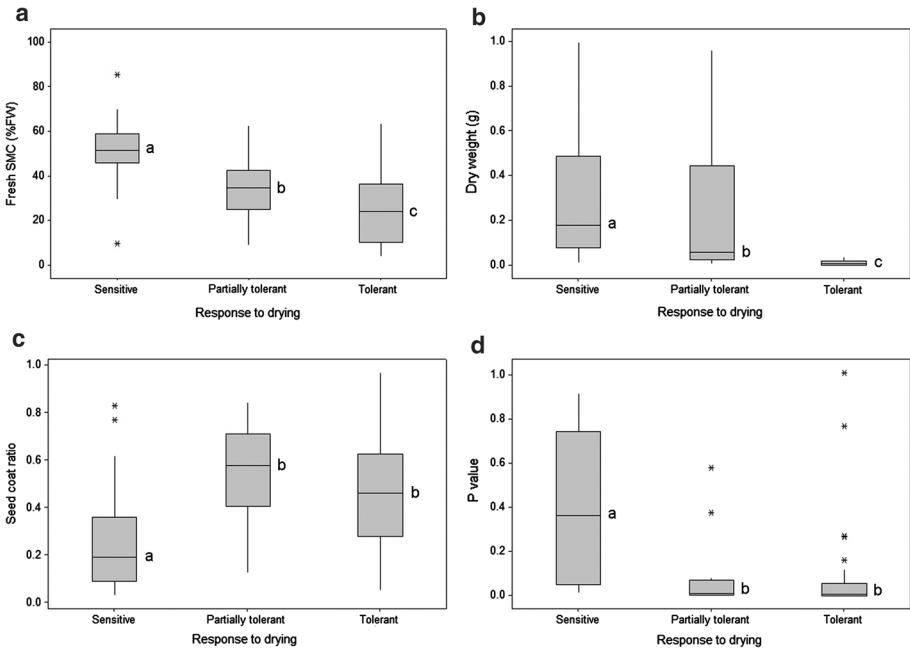 a
Fresh SMC (%FW)
100
80
60
40
20
0
a
b
c
Sensitive
Partially tolerant
Tolerant
Response to drying
b
Dry weight (g)
1.0
0.8
0.6
0.4
0.2
0.0
a
b
c
Sensitive
Partially tolerant
Tolerant
Response to drying
c
Seed coat ratio
1.0
0.8
0.6
0.4
0.2
0.0
a
b
b
Sensitive
Partially tolerant
Tolerant
Response to drying
d
P value
1.0
0.8
0.6
0.4
0.2
0.0
a
b
b
Sensitive
Partially tolerant
Tolerant
Response to drying